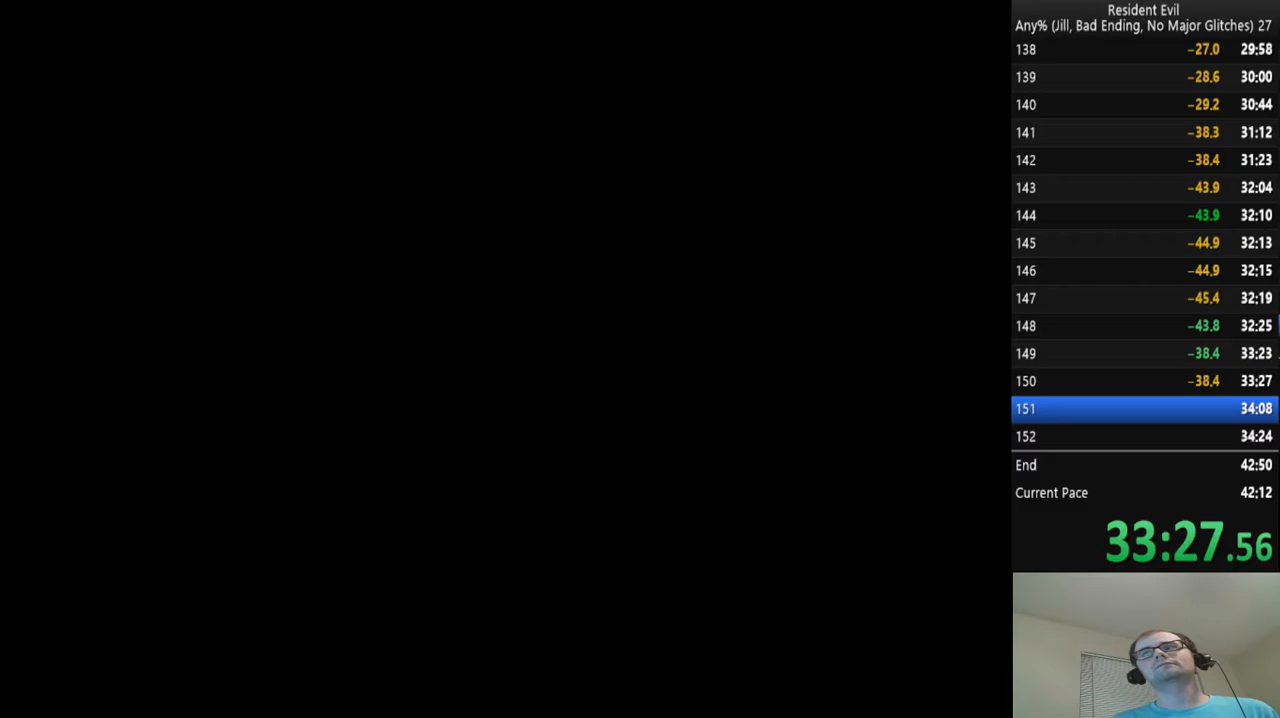 Resident Evil
Any% (Jill, Bad Ending, No Major Glitches) 27
138 -27.0 29:58
139 -28.6 30:00
140 -29.2 30:44
141 -38.3 31:12
142 -38.4 31:23
143 -43.9 32:04
144 -43.9 32:10
145 -44.9 32:13
146 -44.9 32:15
147 -45.4 32:19
148 -43.8 32:25
149 -38.4 33:23
150 -38.4 33:27
151 34:08
152 34:24
End 42:50
Current Pace 42:12
33:27.56